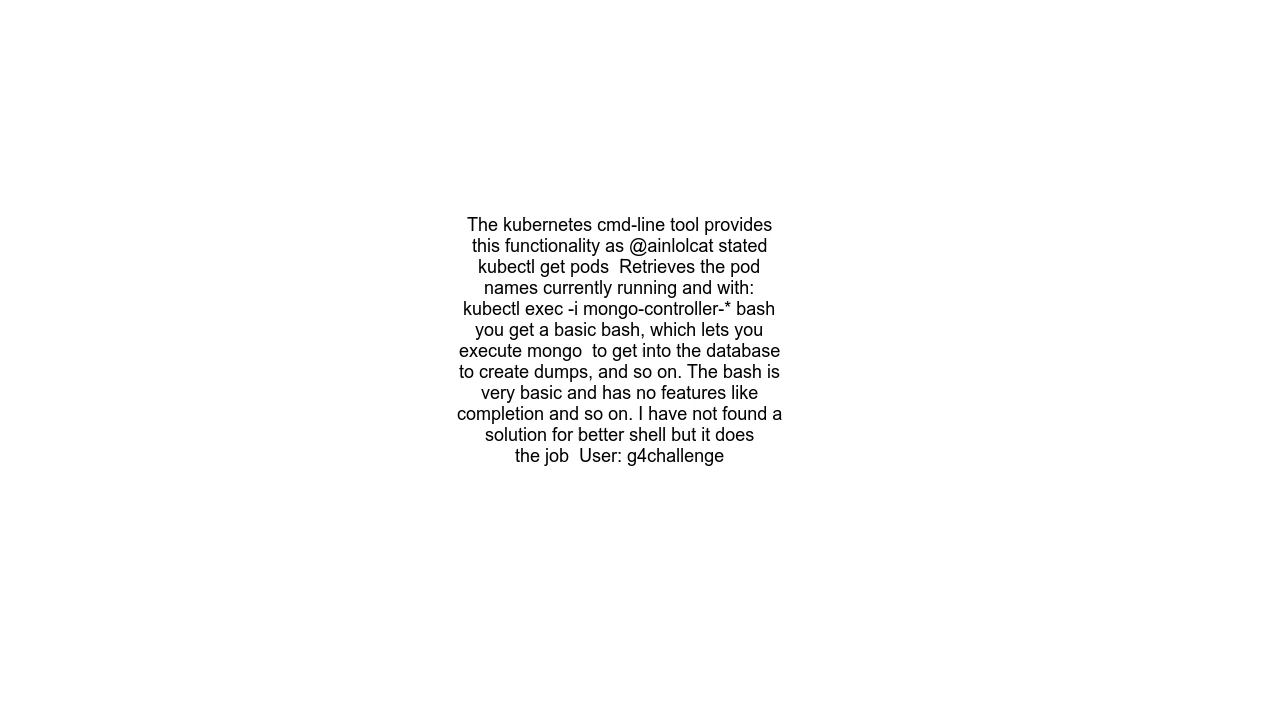 The kubernetes cmd-line tool provides
this functionality as @ainlolcat stated
kubectl get pods  Retrieves the pod
names currently running and with:
kubectl exec -i mongo-controller-* bash
you get a basic bash, which lets you
execute mongo  to get into the database
to create dumps, and so on. The bash is
very basic and has no features like
completion and so on. I have not found a
solution for better shell but it does
the job  User: g4challenge